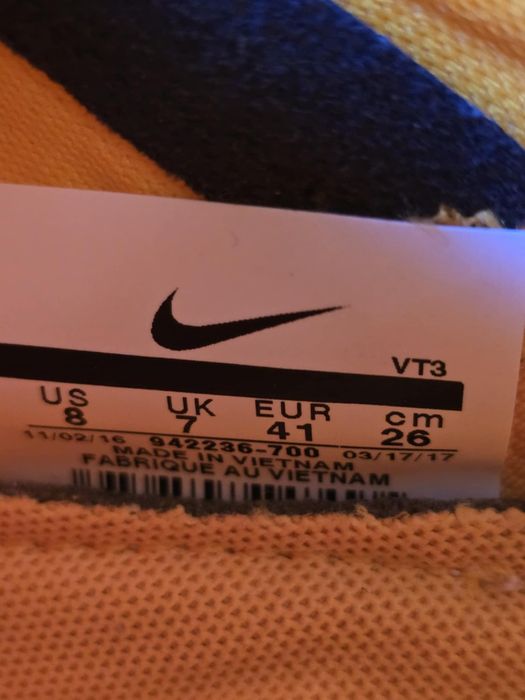 VT3
US UK EUR cm
8 7 41 26
11/02/16 942236-700 03/17/17
MADE IN VIETNAM
FABRIQUE AU VIETNAM